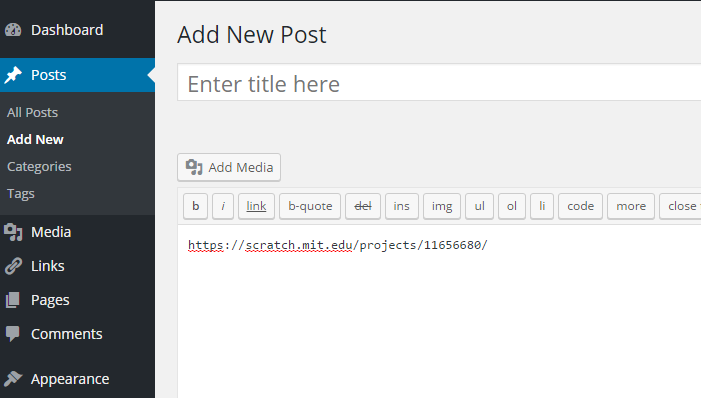 Dashboard
Posts
All Posts
Add New
Categories
Tags
Media
Links
Pages
Comments
Appearance
Add New Post
Enter title here
Add Media
b i link b-quote del ins img ul ol li code more close
https://scratch.mit.edu/projects/11656680/